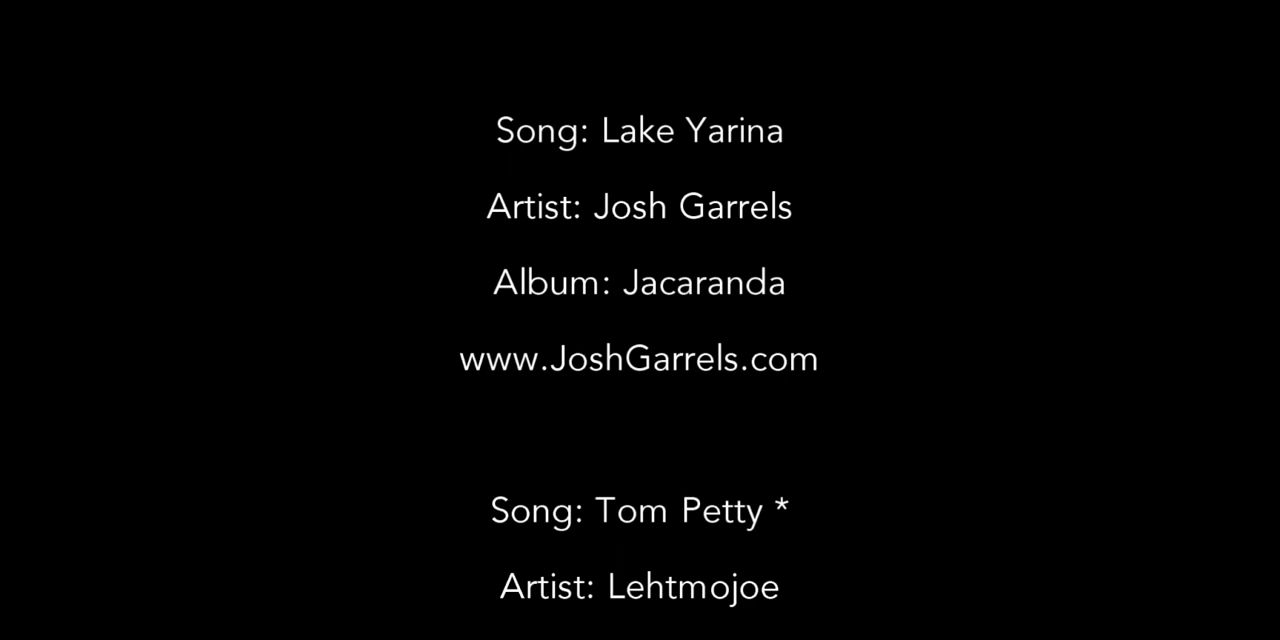 Song: Lake Yarina
Artist: Josh Garrels
Album: Jacaranda
www.JoshGarrels.com
Song: Tom Petty *
Artist: Lehtmojoe